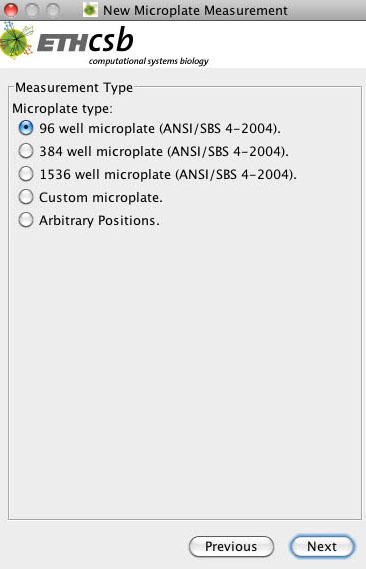 New Microplate Measurement
ETHcsb
computational systems biology
Measurement Type
Microplate type:
96 well microplate (ANSI/SBS 4-2004).
384 well microplate (ANSI/SBS 4-2004).
1536 well microplate (ANSI/SBS 4-2004).
Custom microplate.
Arbitrary Positions.
Previous Next